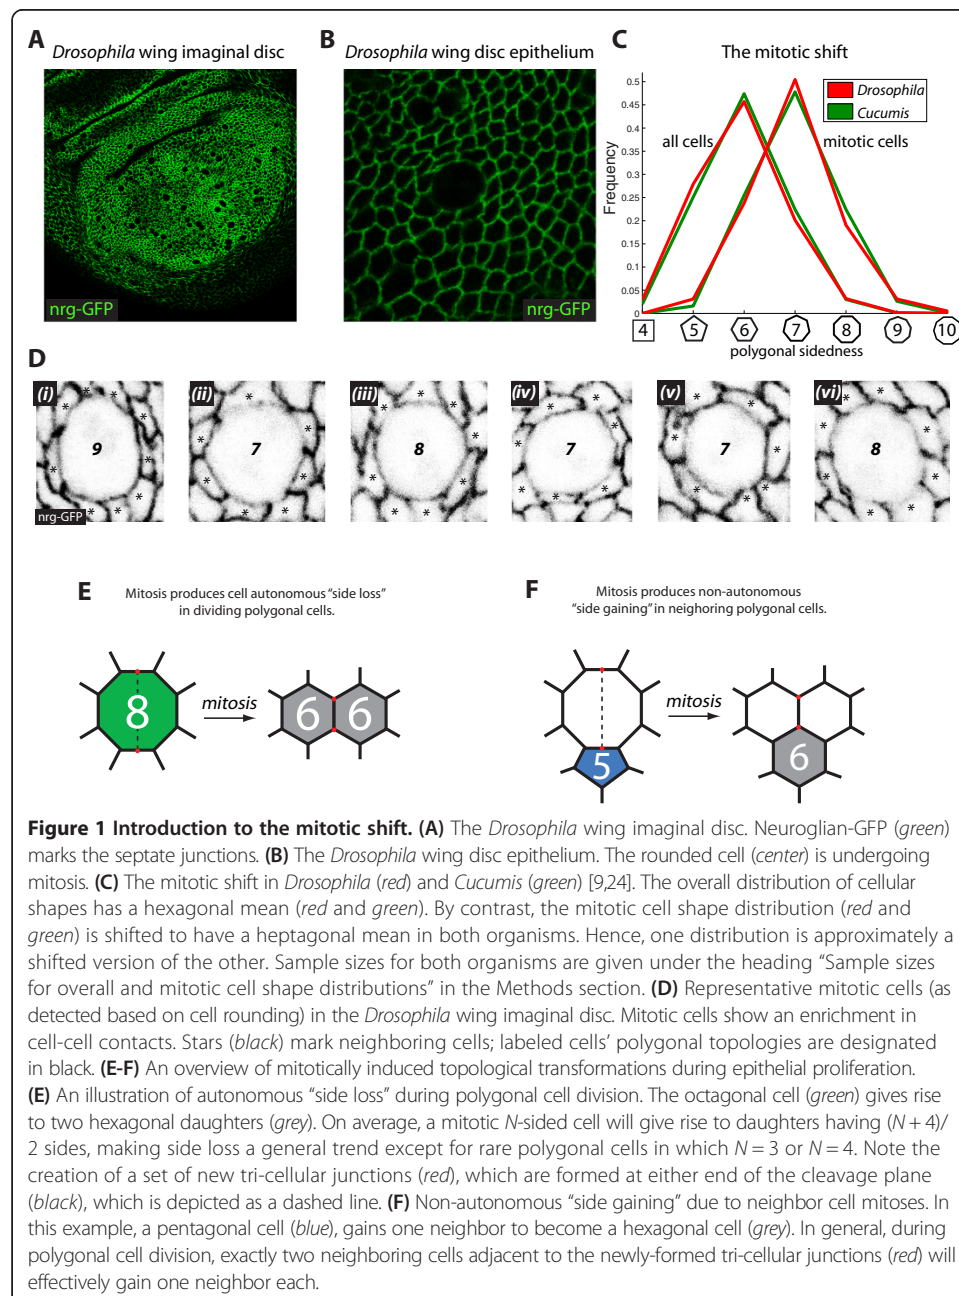 A
Drosophila wing imaginal disc
nrg-GFP
B
Drosophila wing disc epithelium
nrg-GFP
C
The mitotic shift
Drosophila
Cucumis
all cells
mitotic cells
Frequency
0.5
0.45
0.4
0.35
0.3
0.25
0.2
0.15
0.1
0.05
0
4 5 6 7 8 9 10
polygonal sidedness
D
(i) (ii) (iii) (iv) (v) (vi)
9 7 8 7 7 8
nrg-GFP
E
Mitosis produces cell autonomous “side loss”
in dividing polygonal cells.
8
mitosis
6 6
F
Mitosis produces non-autonomous
“side gaining” in neighoring polygonal cells.
5
mitosis
6
Figure 1 Introduction to the mitotic shift. (A) The Drosophila wing imaginal disc. Neuroglian-GFP (green)
marks the septate junctions. (B) The Drosophila wing disc epithelium. The rounded cell (center) is undergoing
mitosis. (C) The mitotic shift in Drosophila (red) and Cucumis (green) [9,24]. The overall distribution of cellular
shapes has a hexagonal mean (red and green). By contrast, the mitotic cell shape distribution (red and
green) is shifted to have a heptagonal mean in both organisms. Hence, one distribution is approximately a
shifted version of the other. Sample sizes for both organisms are given under the heading “Sample sizes
for overall and mitotic cell shape distributions” in the Methods section. (D) Representative mitotic cells (as
detected based on cell rounding) in the Drosophila wing imaginal disc. Mitotic cells show an enrichment in
cell-cell contacts. Stars (black) mark neighboring cells; labeled cells’ polygonal topologies are designated
in black. (E-F) An overview of mitotically induced topological transformations during epithelial proliferation.
(E) An illustration of autonomous “side loss” during polygonal cell division. The octagonal cell (green) gives rise
to two hexagonal daughters (grey). On average, a mitotic N-sided cell will give rise to daughters having (N + 4)/
2 sides, making side loss a general trend except for rare polygonal cells in which N = 3 or N = 4. Note the
creation of a set of new tri-cellular junctions (red), which are formed at either end of the cleavage plane
(black), which is depicted as a dashed line. (F) Non-autonomous “side gaining” due to neighbor cell mitoses. In
this example, a pentagonal cell (blue), gains one neighbor to become a hexagonal cell (grey). In general, during
polygonal cell division, exactly two neighboring cells adjacent to the newly-formed tri-cellular junctions (red) will
effectively gain one neighbor each.